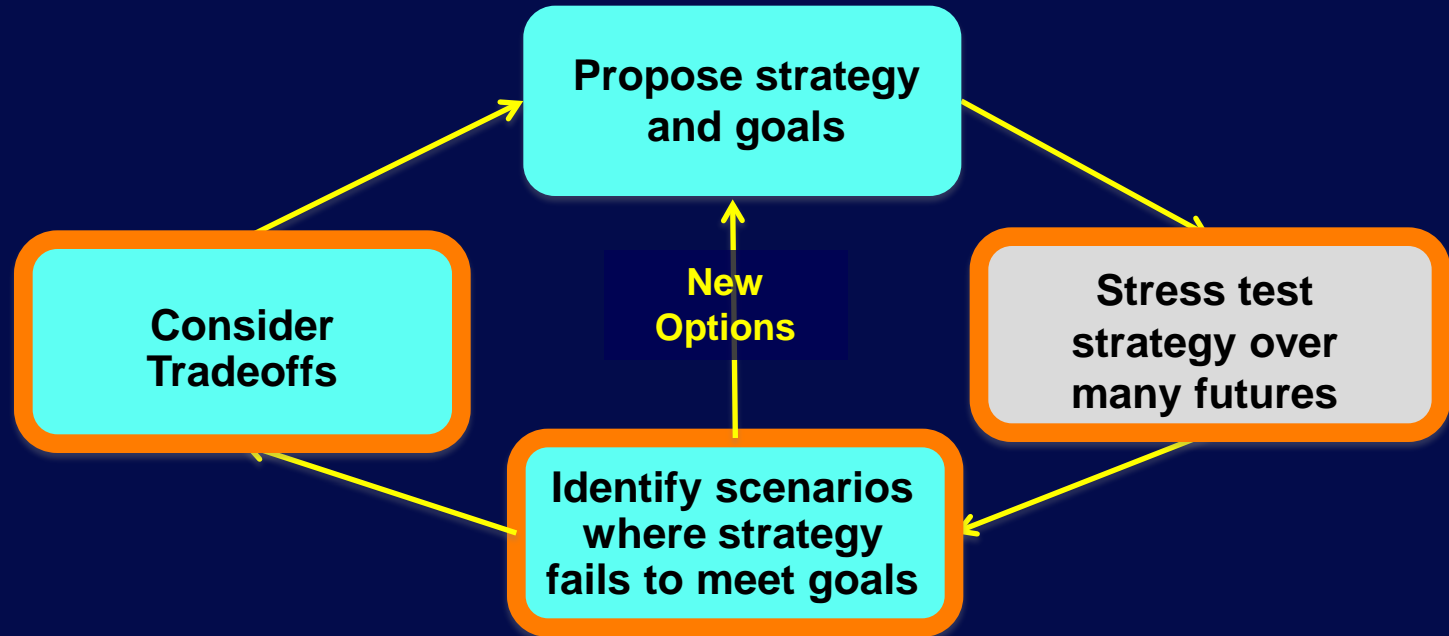 Propose strategy
and goals
New
Options
Consider
Tradeoffs
Stress test
strategy over
many futures
Identify scenarios
where strategy
fails to meet goals